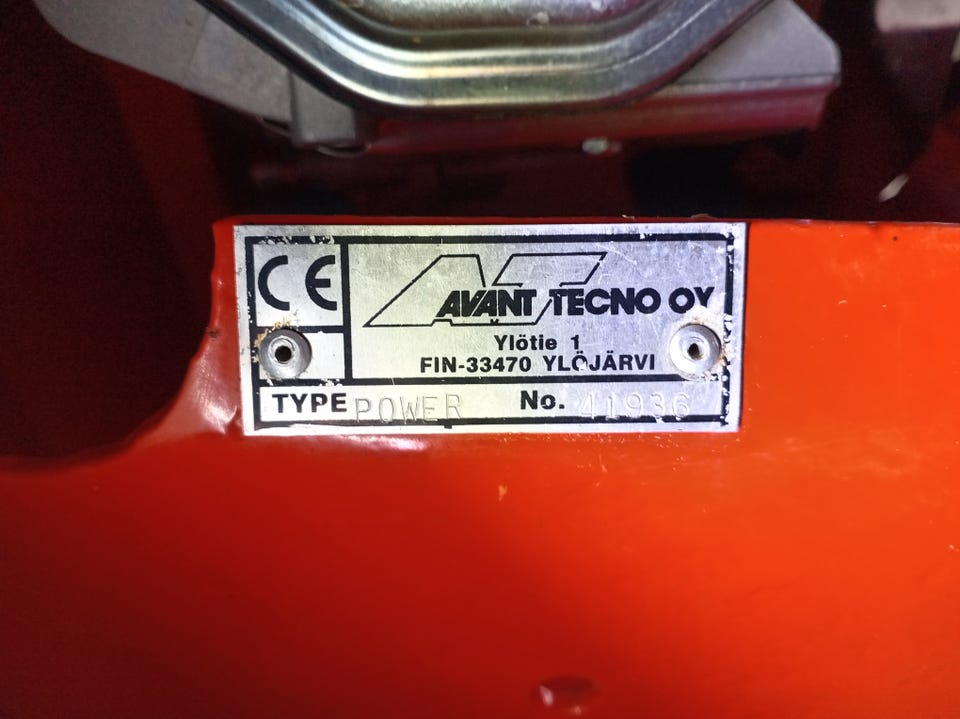 CE
AVANT TECNO OY
Ylötie 1
FIN-33470 YLÖJÄRVI
TYPE POWER No. 41936